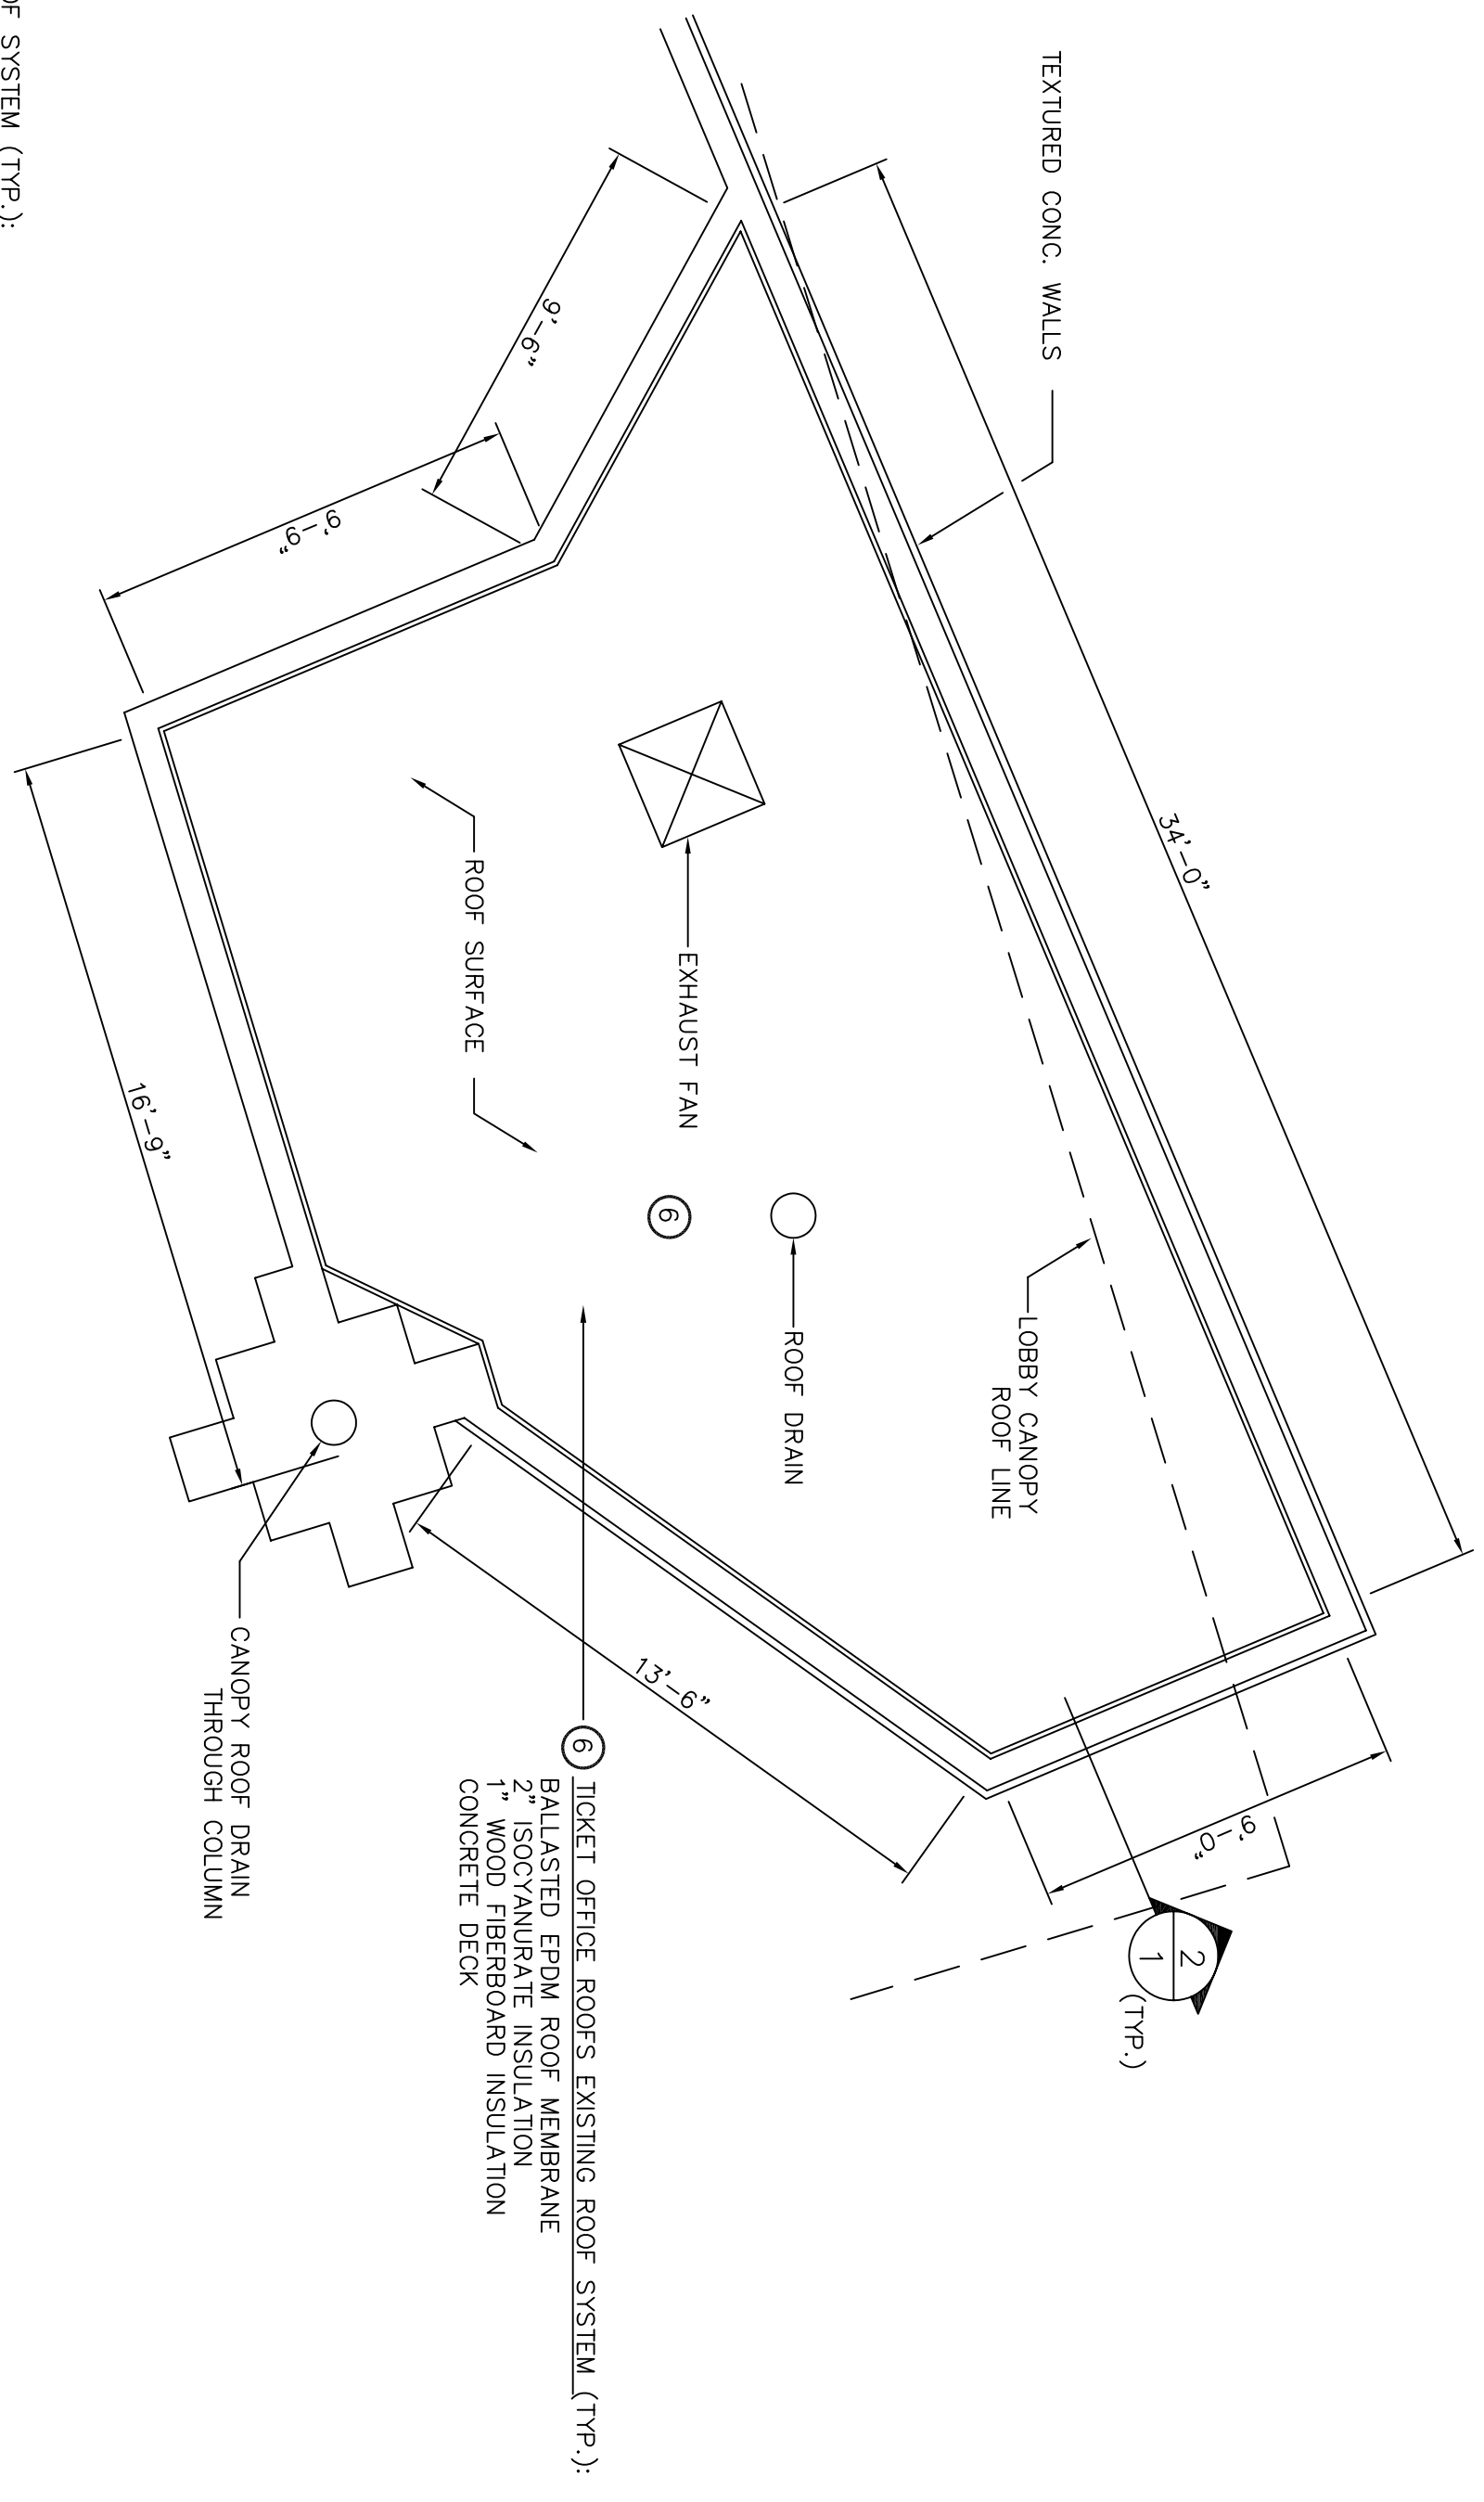 TEXTURED CONC. WALLS
34'-0"
2
1
(TYP.)
9'-0"
LOBBY CANOPY
ROOF LINE
ROOF DRAIN
EXHAUST FAN
6
9'-6"
13'-6"
ROOF SURFACE
6 TICKET OFFICE ROOFS EXISTING ROOF SYSTEM (TYP.):
BALLASTED EPDM ROOF MEMBRANE
2" ISOCYANURATE INSULATION
1" WOOD FIBERBOARD INSULATION
CONCRETE DECK
9'-9"
CANOPY ROOF DRAIN
THROUGH COLUMN
16'-9"
OF SYSTEM (TYP.):